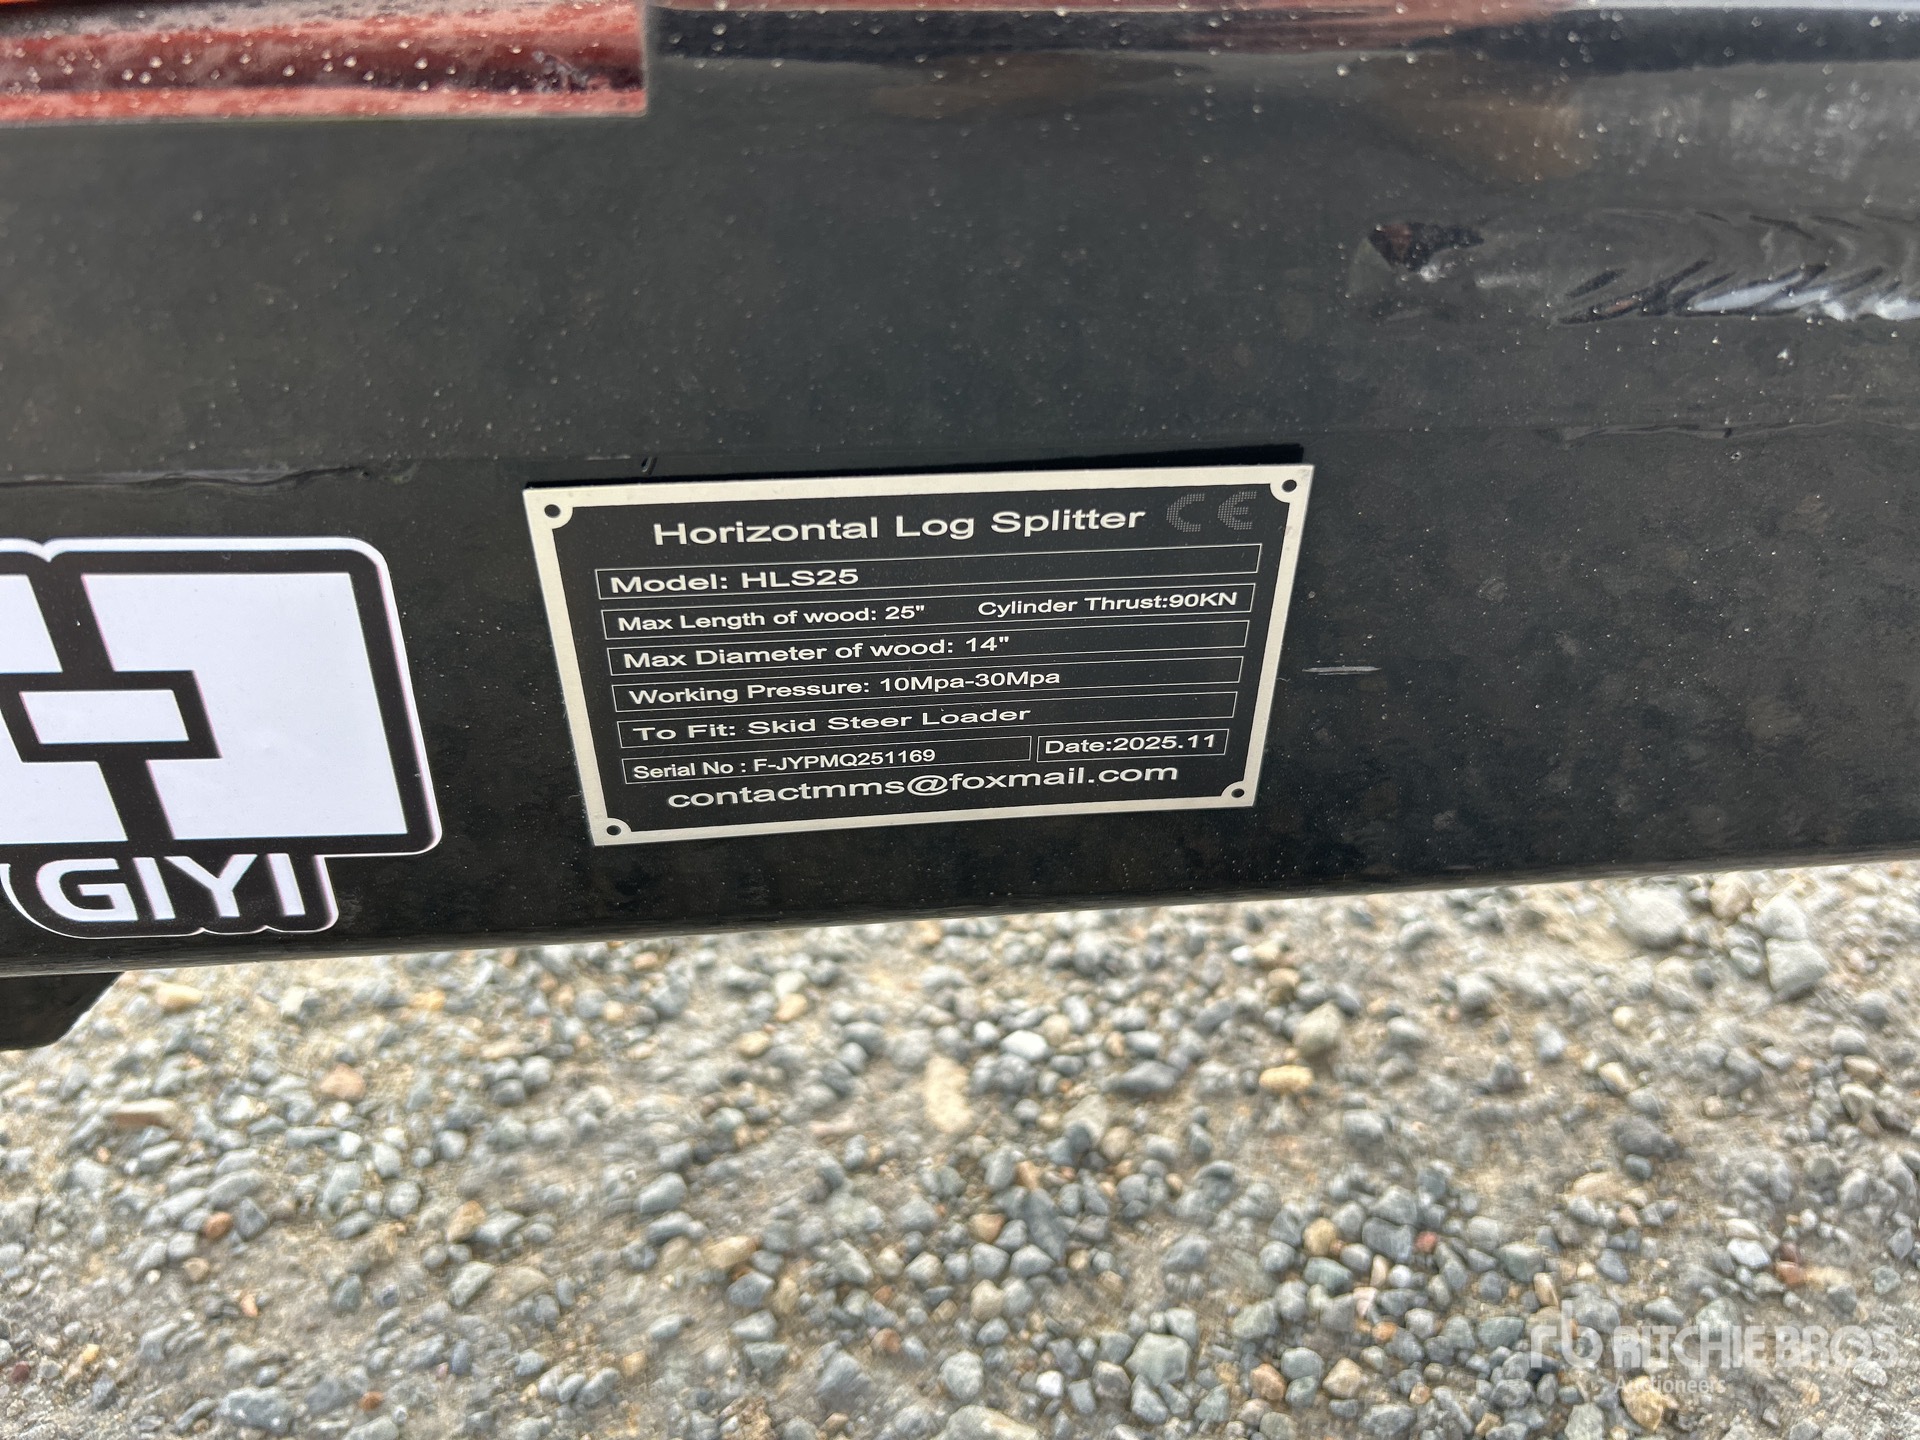 Horizontal Log Splitter CE
Model: HLS25
Max Length of wood: 25" Cylinder Thrust:90KN
Max Diameter of wood: 14"
Working Pressure: 10Mpa-30Mpa
To Fit: Skid Steer Loader
Serial No : F-JYPMQ251169 Date:2025.11
contactmms@foxmail.com
GIYI
rb RITCHIE BROS.
Auctioneers